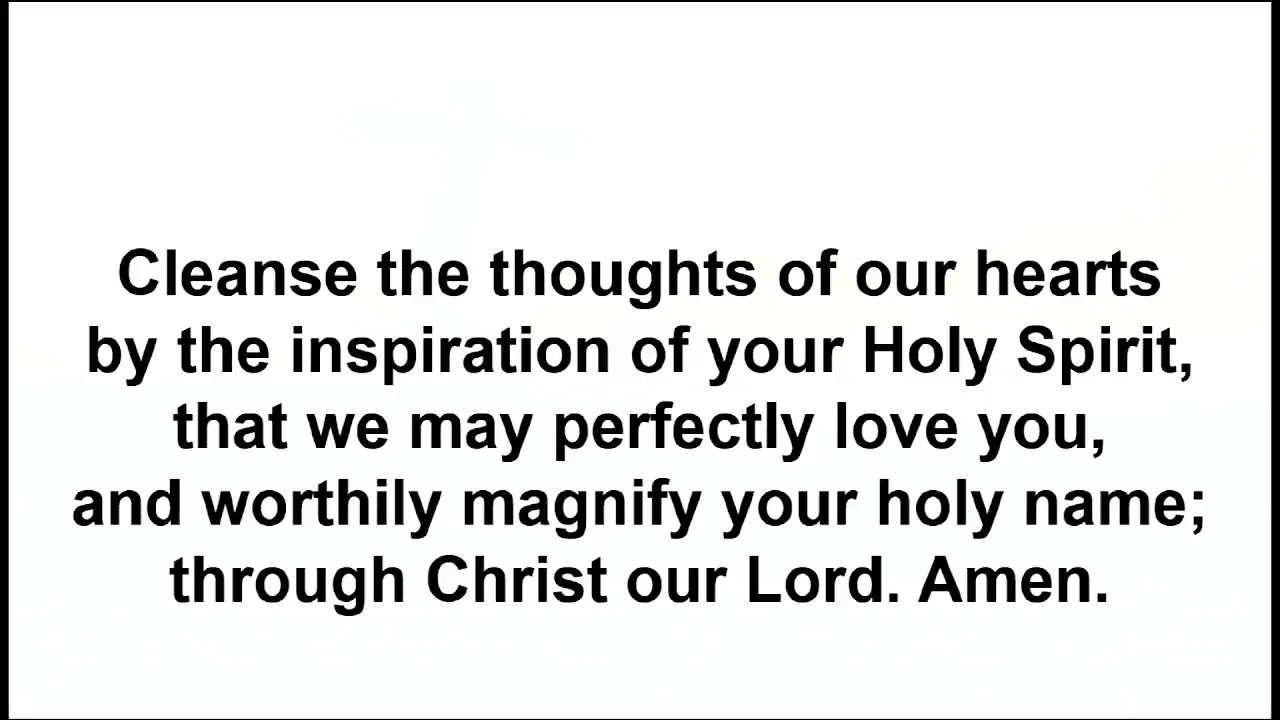 Cleanse the thoughts of our hearts
by the inspiration of your Holy Spirit,
that we may perfectly love you,
and worthily magnify your holy name;
through Christ our Lord. Amen.